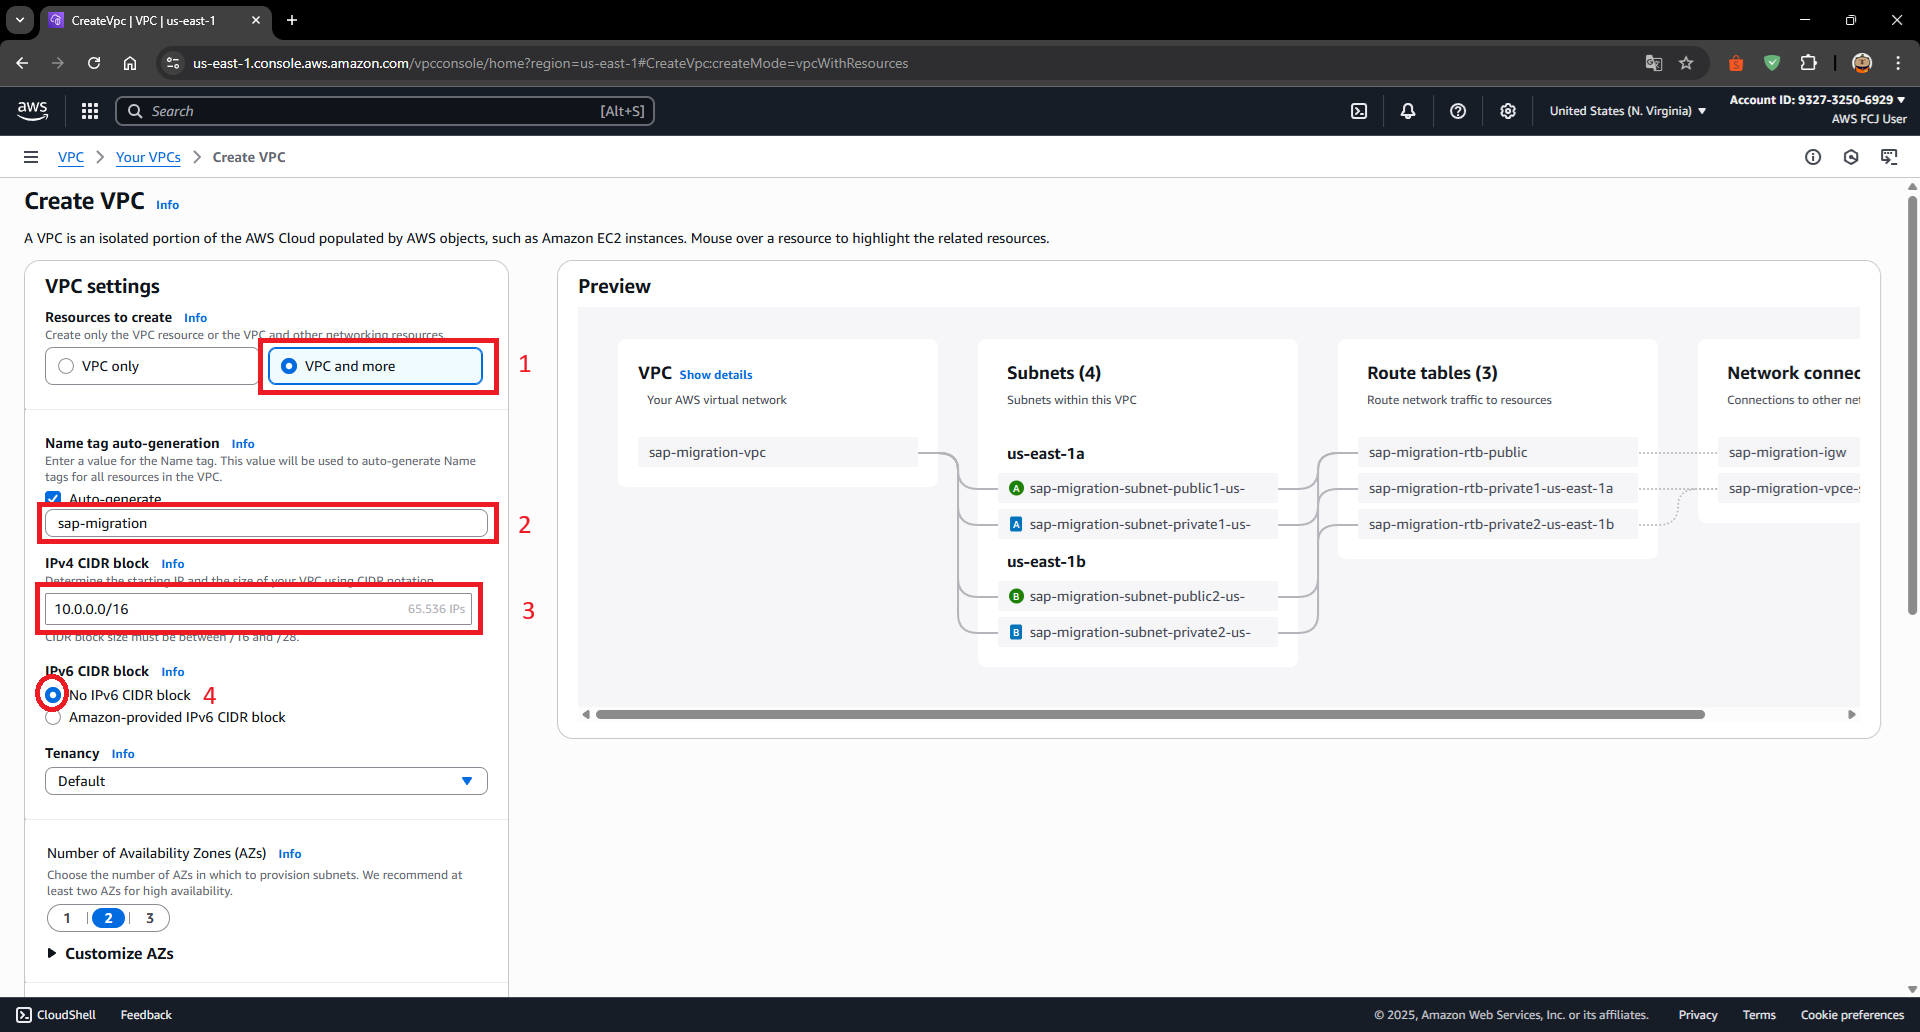 CreateVpc | VPC | us-east-1
us-east-1.console.aws.amazon.com/vpcconsole/home?region=us-east-1#CreateVpc:createMode=vpcWithResources
aws
Search [Alt+S]
United States (N. Virginia)
Account ID: 9327-3250-6929
AWS FCJ User
VPC > Your VPCs > Create VPC
Create VPC Info
A VPC is an isolated portion of the AWS Cloud populated by AWS objects, such as Amazon EC2 instances. Mouse over a resource to highlight the related resources.
VPC settings
Resources to create Info
Create only the VPC resource or the VPC and other networking resources.
VPC only
VPC and more
1
Name tag auto-generation Info
Enter a value for the Name tag. This value will be used to auto-generate Name
tags for all resources in the VPC.
Auto-generate
sap-migration
2
IPv4 CIDR block Info
Determine the starting IP and the size of your VPC using CIDR notation.
10.0.0.0/16 65.536 IPs
3
CIDR block size must be between /16 and /28.
IPv6 CIDR block Info
No IPv6 CIDR block 4
Amazon-provided IPv6 CIDR block
Tenancy Info
Default
Number of Availability Zones (AZs) Info
Choose the number of AZs in which to provision subnets. We recommend at
least two AZs for high availability.
1 2 3
Customize AZs
Preview
VPC Show details
Your AWS virtual network
sap-migration-vpc
Subnets (4)
Subnets within this VPC
us-east-1a
A sap-migration-subnet-public1-us-
A sap-migration-subnet-private1-us-
us-east-1b
B sap-migration-subnet-public2-us-
B sap-migration-subnet-private2-us-
Route tables (3)
Route network traffic to resources
sap-migration-rtb-public
sap-migration-rtb-private1-us-east-1a
sap-migration-rtb-private2-us-east-1b
Network connec
Connections to other net
sap-migration-igw
sap-migration-vpce-s
CloudShell Feedback
© 2025, Amazon Web Services, Inc. or its affiliates. Privacy Terms Cookie preferences